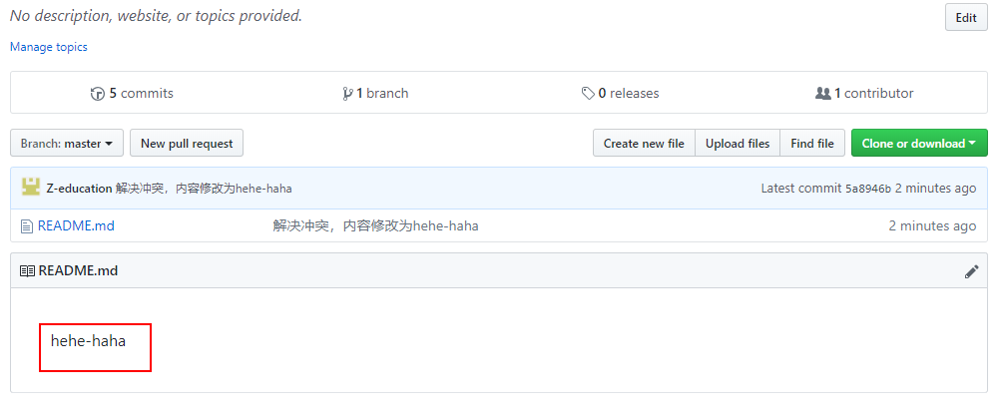 No description, website, or topics provided.
Edit
Manage topics
5 commits
1 branch
0 releases
1 contributor
Branch: master
New pull request
Create new file
Upload files
Find file
Clone or download
Z-education 解决冲突，内容修改为hehe-haha
Latest commit 5a8946b 2 minutes ago
README.md
解决冲突，内容修改为hehe-haha
2 minutes ago
README.md
hehe-haha